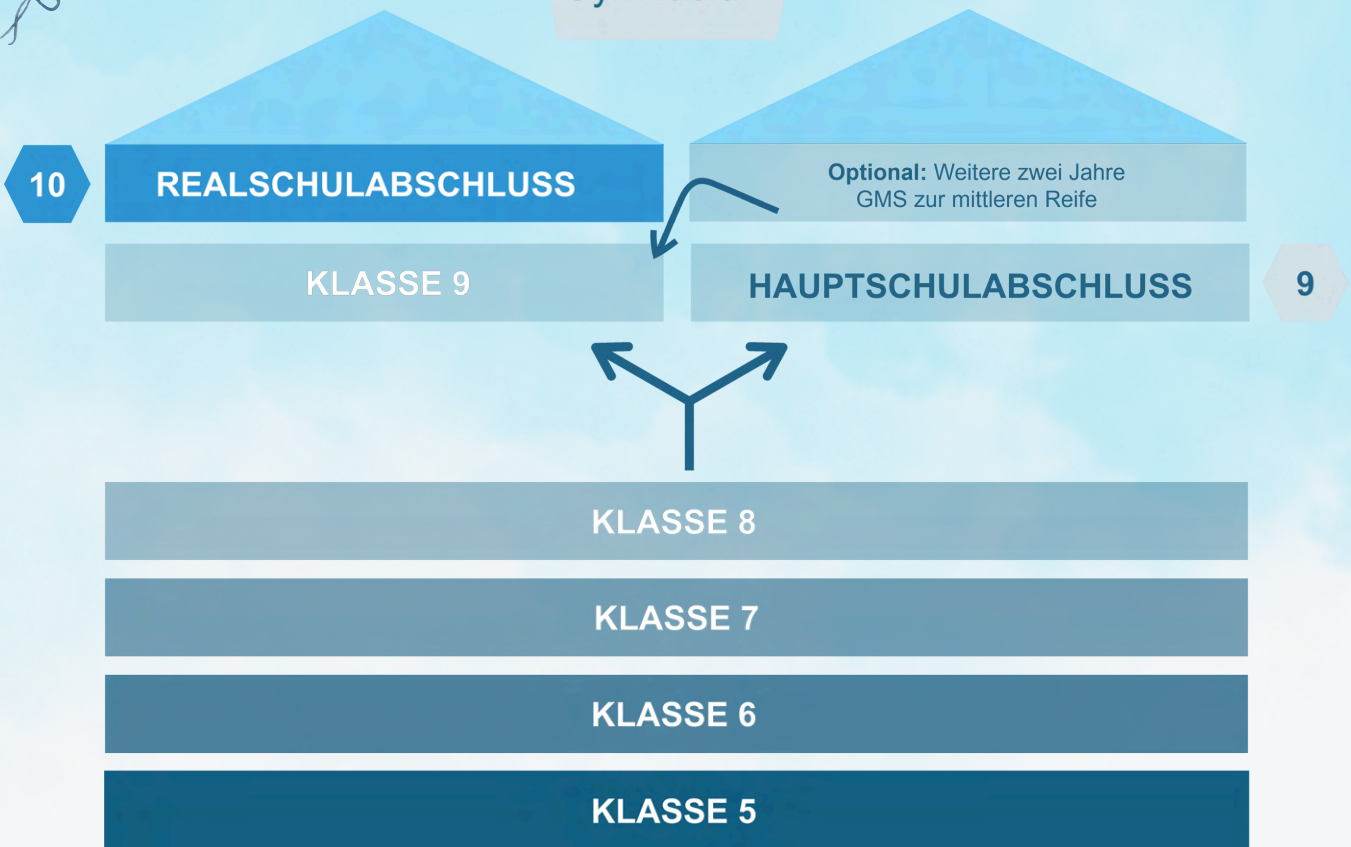 10
REALSCHULABSCHLUSS
Optional: Weitere zwei Jahre
GMS zur mittleren Reife
KLASSE 9
HAUPTSCHULABSCHLUSS
9
KLASSE 8
KLASSE 7
KLASSE 6
KLASSE 5